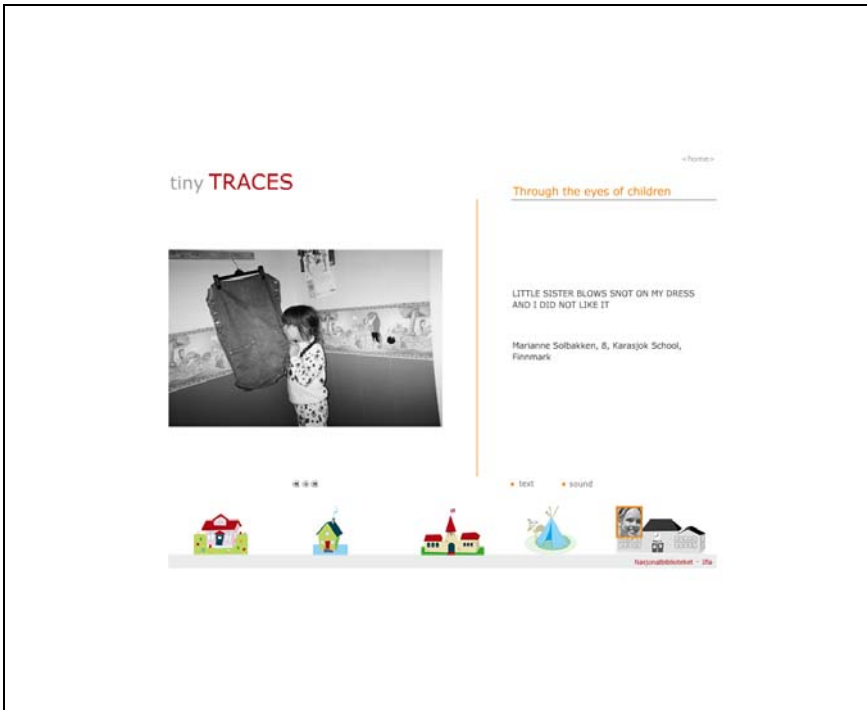 <home>
tiny TRACES
Through the eyes of children
LITTLE SISTER BLOWS SNOT ON MY DRESS
AND I DID NOT LIKE IT
Marianne Solbakken, 8, Karasjok School,
Finnmark
text
sound
Nasjonalbiblioteket - Ifla